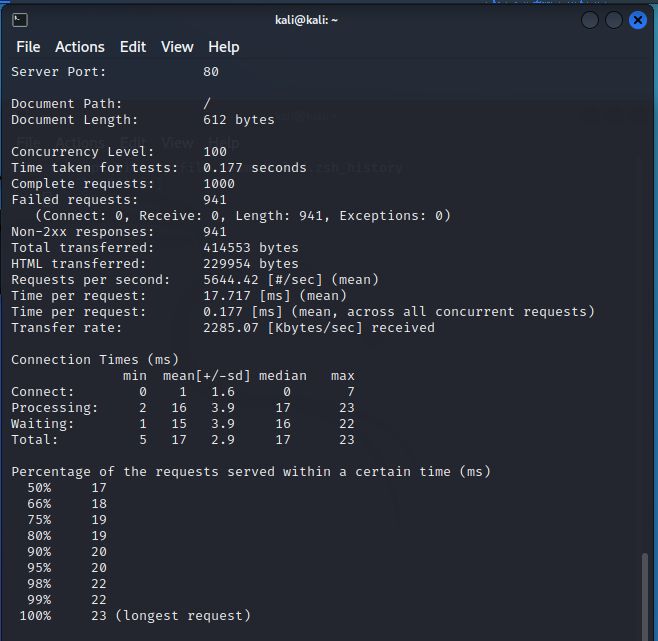 kali@kali: ~
File Actions Edit View Help
Server Port: 80
Document Path: /
Document Length: 612 bytes
Concurrency Level: 100
Time taken for tests: 0.177 seconds
Complete requests: 1000
Failed requests: 941
(Connect: 0, Receive: 0, Length: 941, Exceptions: 0)
Non-2xx responses: 941
Total transferred: 414553 bytes
HTML transferred: 229954 bytes
Requests per second: 5644.42 [#/sec] (mean)
Time per request: 17.717 [ms] (mean)
Time per request: 0.177 [ms] (mean, across all concurrent requests)
Transfer rate: 2285.07 [Kbytes/sec] received
Connection Times (ms)
min mean[+/-sd] median max
Connect: 0 1 1.6 0 7
Processing: 2 16 3.9 17 23
Waiting: 1 15 3.9 16 22
Total: 5 17 2.9 17 23
Percentage of the requests served within a certain time (ms)
50% 17
66% 18
75% 19
80% 19
90% 20
95% 20
98% 22
99% 22
100% 23 (longest request)